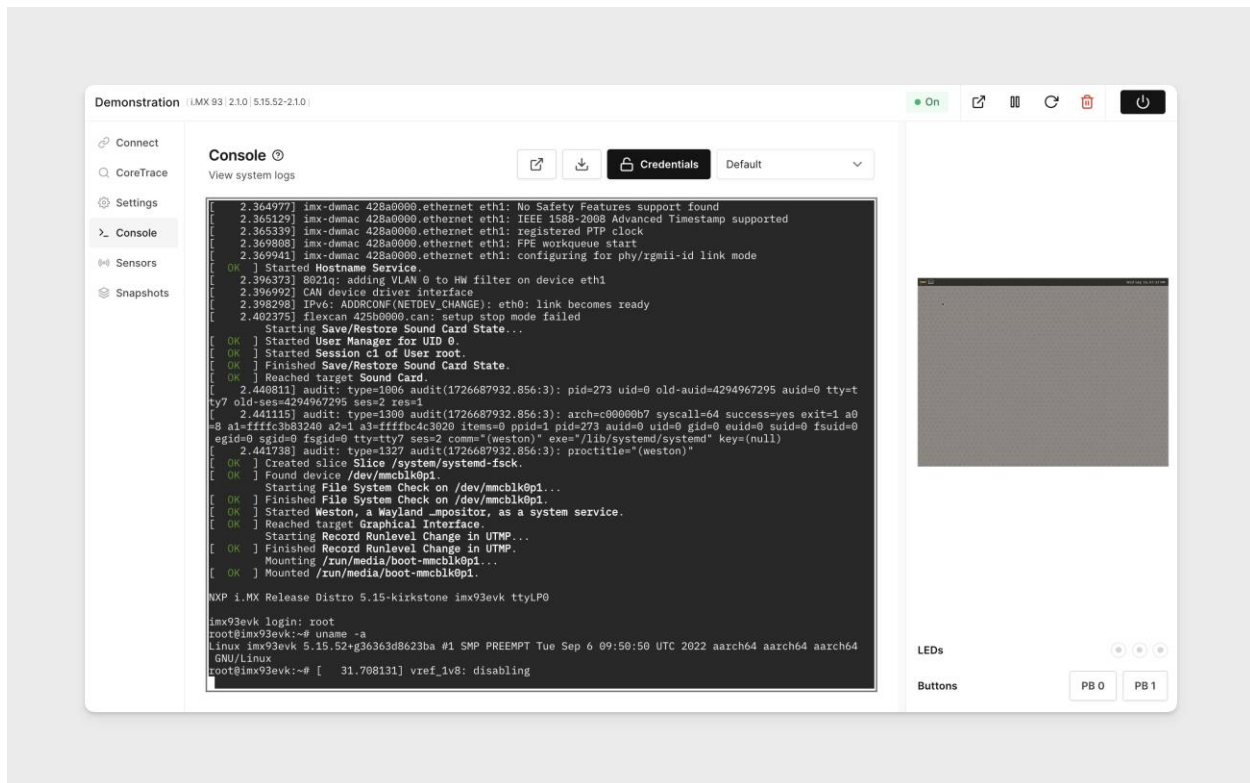 Demonstration i.MX 93 | 2.1.0 | 5.15.52-2.1.0
On
Connect
CoreTrace
Settings
>_ Console
Sensors
Snapshots
Console
View system logs
Credentials
Default
[    2.364977] imx-dwmac 428a0000.ethernet eth1: No Safety Features support found
[    2.365129] imx-dwmac 428a0000.ethernet eth1: IEEE 1588-2008 Advanced Timestamp supported
[    2.365339] imx-dwmac 428a0000.ethernet eth1: registered PTP clock
[    2.369808] imx-dwmac 428a0000.ethernet eth1: FPE workqueue start
[    2.369941] imx-dwmac 428a0000.ethernet eth1: configuring for phy/rgmii-id link mode
[  OK  ] Started Hostname Service.
[    2.396373] 8021q: adding VLAN 0 to HW filter on device eth1
[    2.396992] CAN device driver interface
[    2.398298] IPv6: ADDRCONF(NETDEV_CHANGE): eth0: link becomes ready
[    2.402375] flexcan 425b0000.can: setup stop mode failed
Starting Save/Restore Sound Card State...
[  OK  ] Started User Manager for UID 0.
[  OK  ] Started Session c1 of User root.
[  OK  ] Finished Save/Restore Sound Card State.
[  OK  ] Reached target Sound Card.
[    2.440811] audit: type=1006 audit(1726687932.856:3): pid=273 uid=0 old-auid=4294967295 auid=0 tty=t
ty7 old-ses=4294967295 ses=2 res=1
[    2.441115] audit: type=1300 audit(1726687932.856:3): arch=c00000b7 syscall=64 success=yes exit=1 a0
=8 a1=ffffc3b83240 a2=1 a3=ffffbc4c3020 items=0 ppid=1 pid=273 auid=0 uid=0 gid=0 euid=0 suid=0 fsuid=0
egid=0 sgid=0 fsgid=0 tty=tty7 ses=2 comm="(weston)" exe="/lib/systemd/systemd" key=(null)
[    2.441738] audit: type=1327 audit(1726687932.856:3): proctitle="(weston)"
[  OK  ] Created slice Slice /system/systemd-fsck.
[  OK  ] Found device /dev/mmcblk0p1.
Starting File System Check on /dev/mmcblk0p1...
[  OK  ] Finished File System Check on /dev/mmcblk0p1.
[  OK  ] Started Weston, a Wayland …mpositor, as a system service.
[  OK  ] Reached target Graphical Interface.
Starting Record Runlevel Change in UTMP...
[  OK  ] Finished Record Runlevel Change in UTMP.
Mounting /run/media/boot-mmcblk0p1...
[  OK  ] Mounted /run/media/boot-mmcblk0p1.
NXP i.MX Release Distro 5.15-kirkstone imx93evk ttyLP0
imx93evk login: root
root@imx93evk:~# uname -a
Linux imx93evk 5.15.52+g36363d8623ba #1 SMP PREEMPT Tue Sep 6 09:50:50 UTC 2022 aarch64 aarch64 aarch64
GNU/Linux
root@imx93evk:~# [   31.708131] vref_1v8: disabling
LEDs
Buttons
PB 0
PB 1